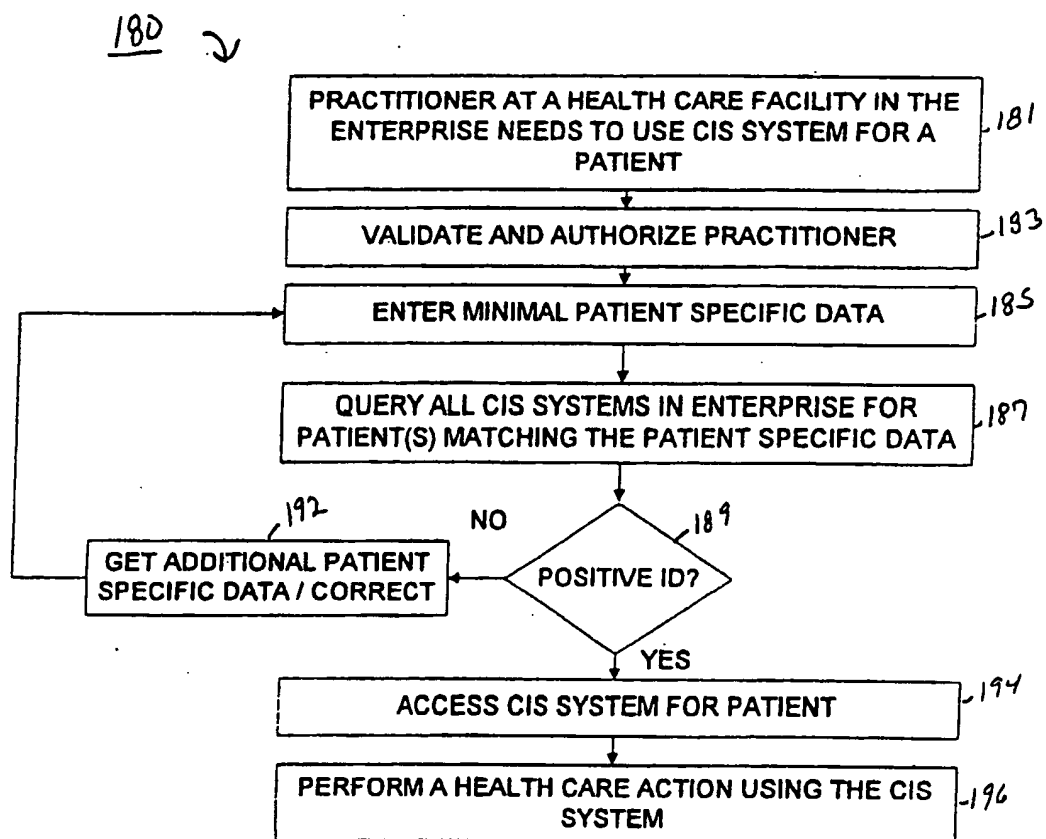 180
PRACTITIONER AT A HEALTH CARE FACILITY IN THE
ENTERPRISE NEEDS TO USE CIS SYSTEM FOR A
PATIENT
181
VALIDATE AND AUTHORIZE PRACTITIONER
183
ENTER MINIMAL PATIENT SPECIFIC DATA
185
QUERY ALL CIS SYSTEMS IN ENTERPRISE FOR
PATIENT(S) MATCHING THE PATIENT SPECIFIC DATA
187
192
NO
189
GET ADDITIONAL PATIENT
SPECIFIC DATA / CORRECT
POSITIVE ID?
YES
ACCESS CIS SYSTEM FOR PATIENT
194
PERFORM A HEALTH CARE ACTION USING THE CIS
SYSTEM
196